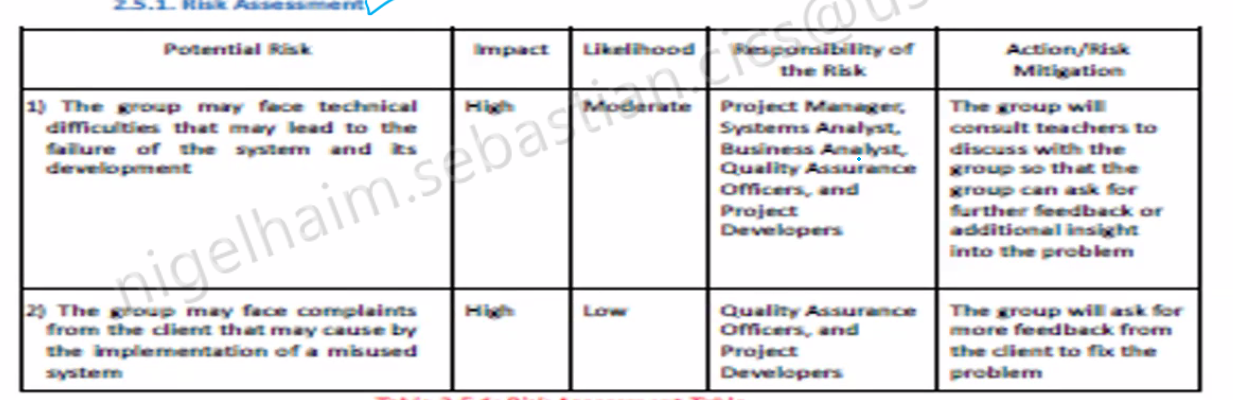 2.5.1. Risk Assessment
Potential Risk
Impact
Likelihood
Responsibility of
the Risk
Action/Risk
Mitigation
1) The group may face technical
difficulties that may lead to the
failure of the system and its
development
High
Moderate
Project Manager,
Systems Analyst,
Business Analyst,
Quality Assurance
Officers, and
Project
Developers
The group will
consult teachers to
discuss with the
group so that the
group can ask for
further feedback or
additional insight
into the problem
2) The group may face complaints
from the client that may cause by
the implementation of a misused
system
High
Low
Quality Assurance
Officers, and
Project
Developers
The group will ask for
more feedback from
the client to fix the
problem
nigelhaim.sebastian.cics@us
Risk Assessment Table